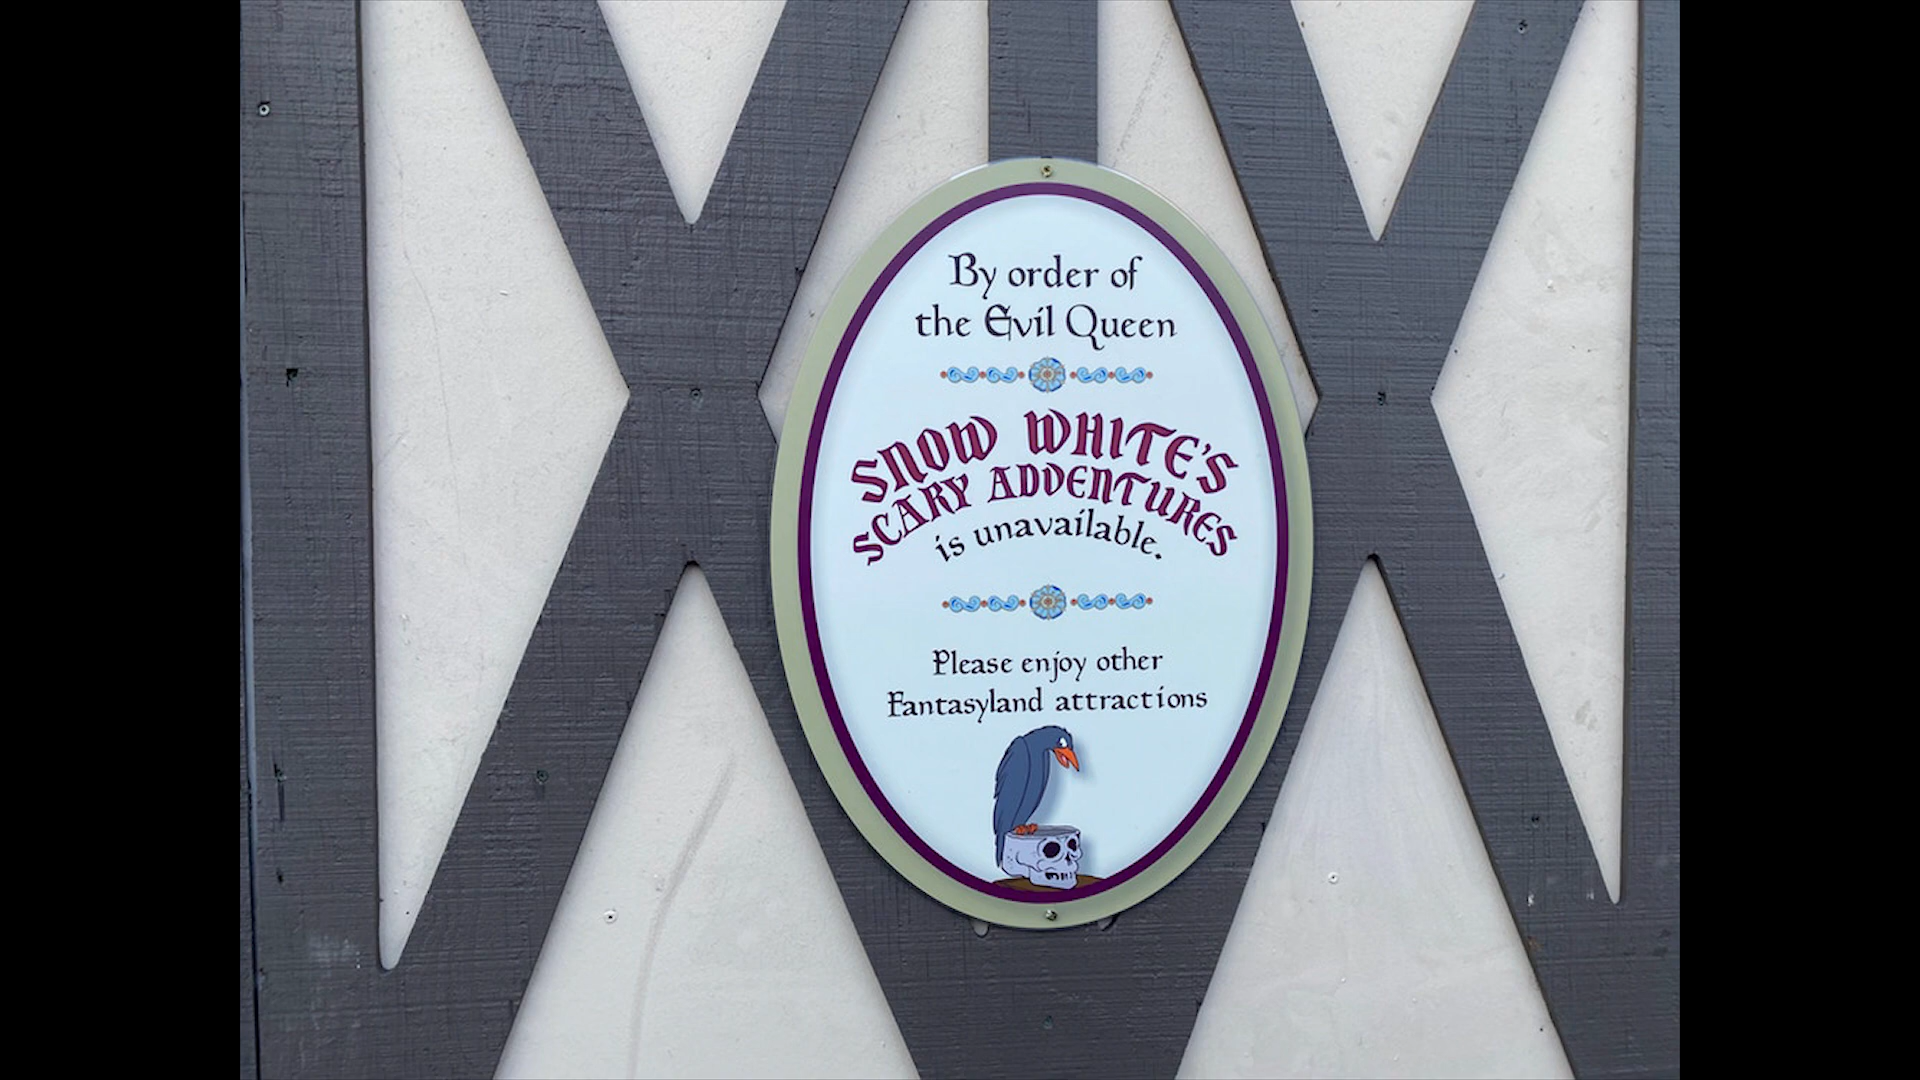 By order of
the Evil Queen
SNOW WHITE'S
SCARY ADVENTURES
is unavailable.
Please enjoy other
Fantasyland attractions